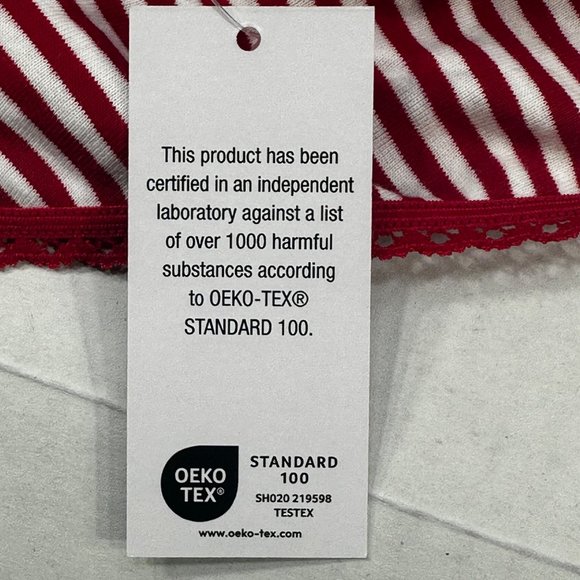 This product has been
certified in an independent
laboratory against a list
of over 1000 harmful
substances according
to OEKO-TEX®
STANDARD 100.
OEKO
TEX®
STANDARD
100
SH020 219598
TESTEX
www.oeko-tex.com